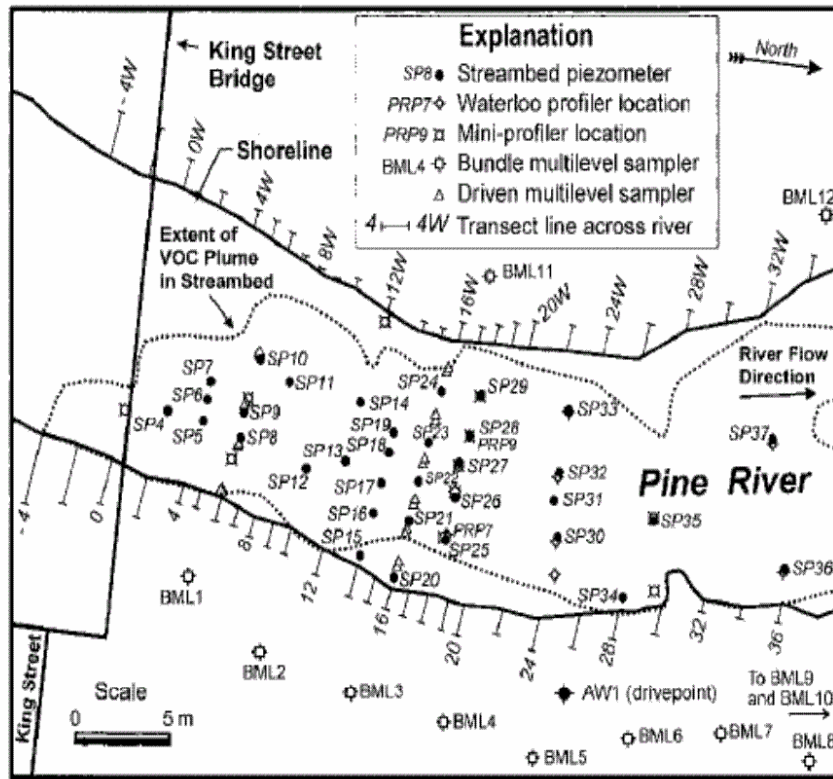 King Street
Bridge
Shoreline
Extent of
VOC Plume
in Streambed
Explanation
SP8 Streambed piezometer
PRP7 Waterloo profiler location
PRP9 Mini-profiler location
BML4 Bundle multilevel sampler
Driven multilevel sampler
4 4W Transect line across river
North
- 4W
0W
4W
8W
12W
16W
20W
24W
28W
32W
BML11
BML12
River Flow
Direction
SP7
SP10
SP6
SP11
SP4
SP5
SP9
SP8
SP14
SP24
SP29
SP33
SP19
SP23
SP28
PRP9
SP37
SP13
SP18
SP27
SP12
SP17
SP22
SP26
SP32
SP31
Pine River
SP16
SP21
PRP7
SP25
SP30
SP35
SP15
SP20
SP34
SP36
- 4
0
4
8
12
16
20
24
28
32
36
BML1
BML2
BML3
BML4
BML5
BML6
BML7
BML8
AW1 (drivepoint)
To BML9
and BML10
King Street
Scale
0 5 m